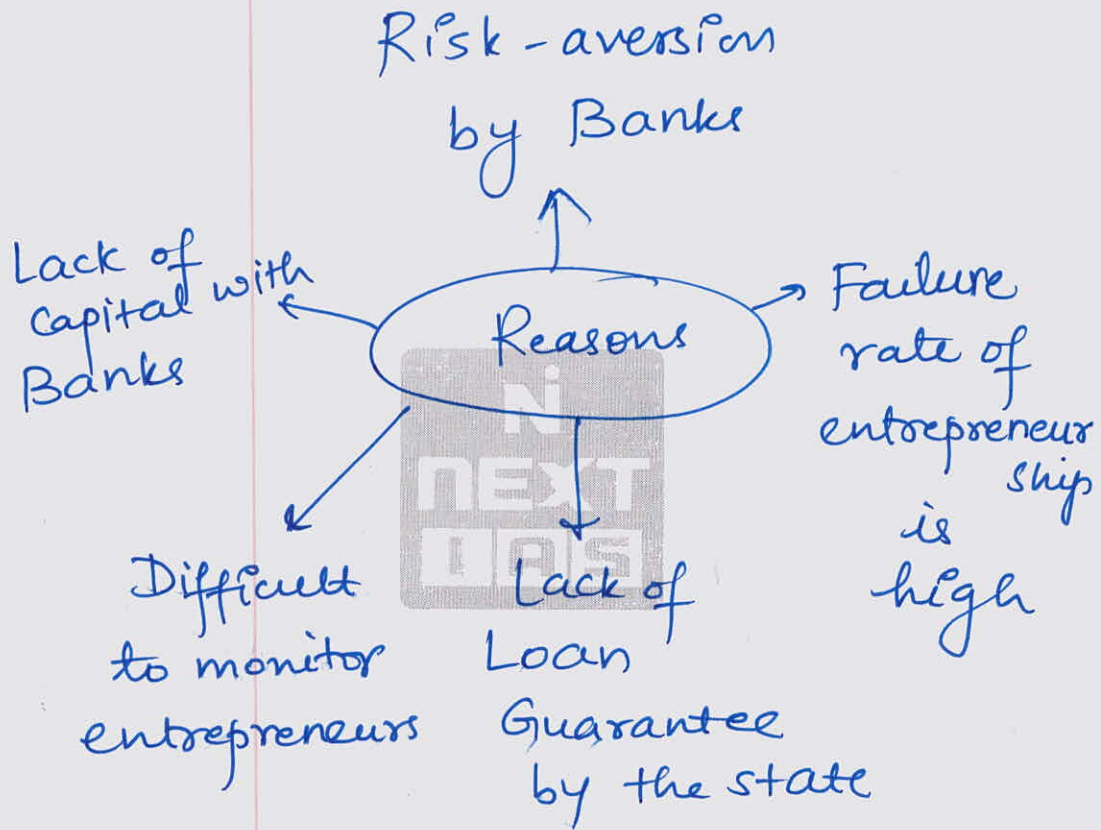 Risk-aversion
by Banks
Lack of
capital with
Banks
Reasons
Failure
rate of
entrepreneur
ship
is
high
Difficult
to monitor
entrepreneurs
Lack of
Loan
Guarantee
by the state
NEXT
IAS